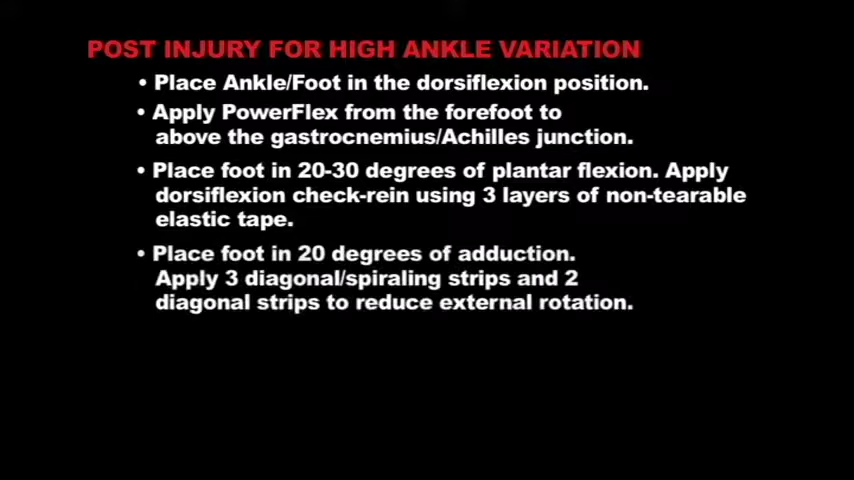 POST INJURY FOR HIGH ANKLE VARIATION
• Place Ankle/Foot in the dorsiflexion position.
• Apply PowerFlex from the forefoot to
above the gastrocnemius/Achilles junction.
• Place foot in 20-30 degrees of plantar flexion. Apply
dorsiflexion check-rein using 3 layers of non-tearable
elastic tape.
• Place foot in 20 degrees of adduction.
Apply 3 diagonal/spiraling strips and 2
diagonal strips to reduce external rotation.